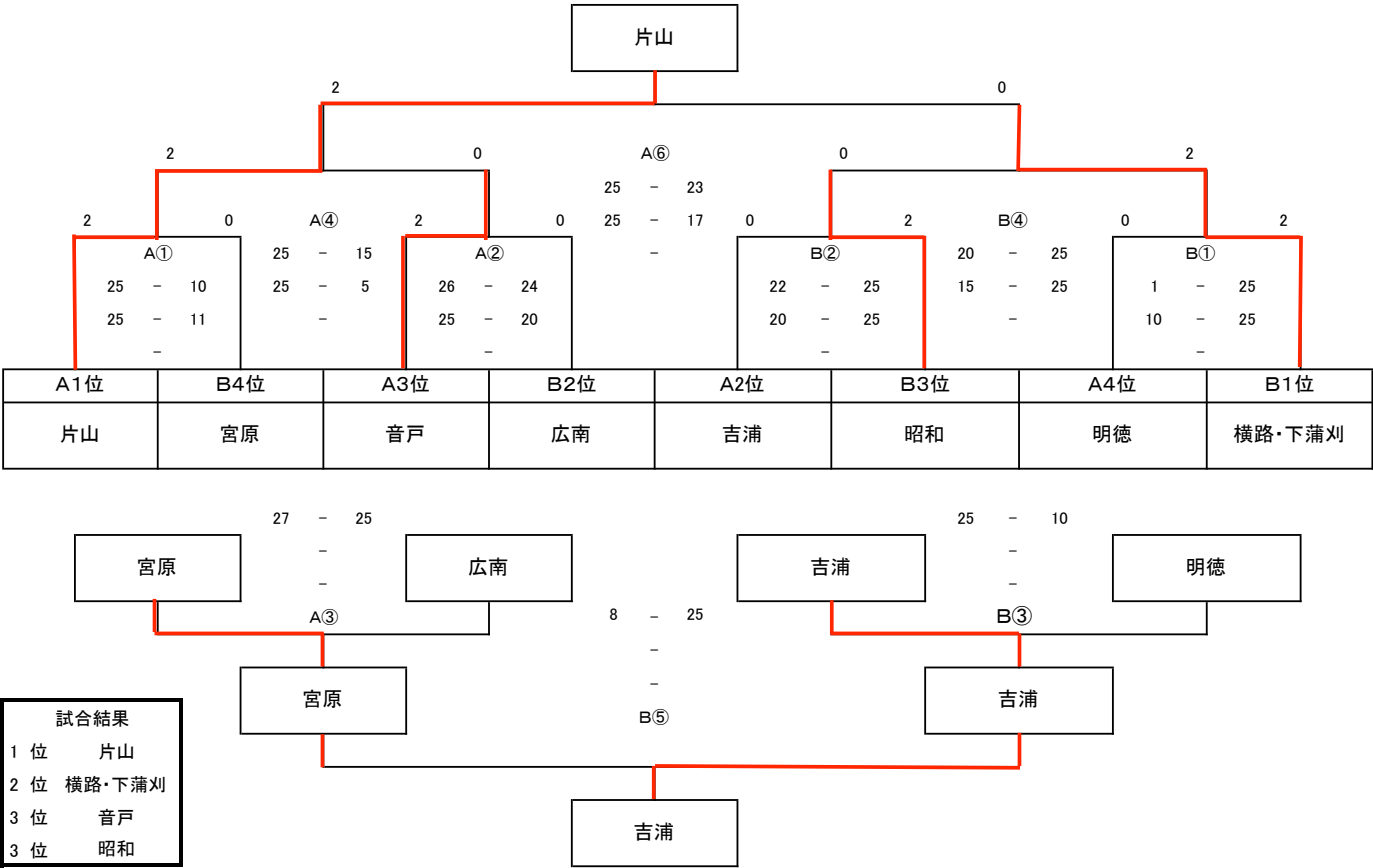 片山
2 0
2 0 A⑥ 0 2
25 - 23
2 0 A④ 2 0 25 - 17 0 2 B④ 0 2
A① 25 - 15 A② - B② 20 - 25 B①
25 - 10 25 - 5 26 - 24 22 - 25 15 - 25 1 - 25
25 - 11 - 25 - 20 20 - 25 - 10 - 25
- - - -
A1位 B4位 A3位 B2位 A2位 B3位 A4位 B1位
片山 宮原 音戸 広南 吉浦 昭和 明徳 横路・下蒲刈
27 - 25 25 - 10
宮原 - 広南 吉浦 - 明徳
- -
A③ 8 - 25 B③
-
宮原 - 吉浦
B⑤
吉浦
試合結果
1 位 片山
2 位 横路・下蒲刈
3 位 音戸
3 位 昭和